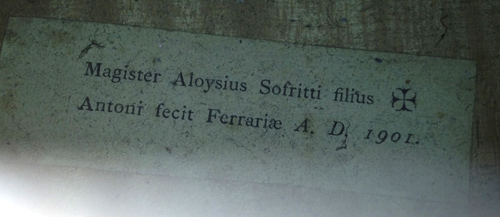 Magister Aloysius Sofritti filius ✠
Antoni fecit Ferrariæ A. D. 1901.